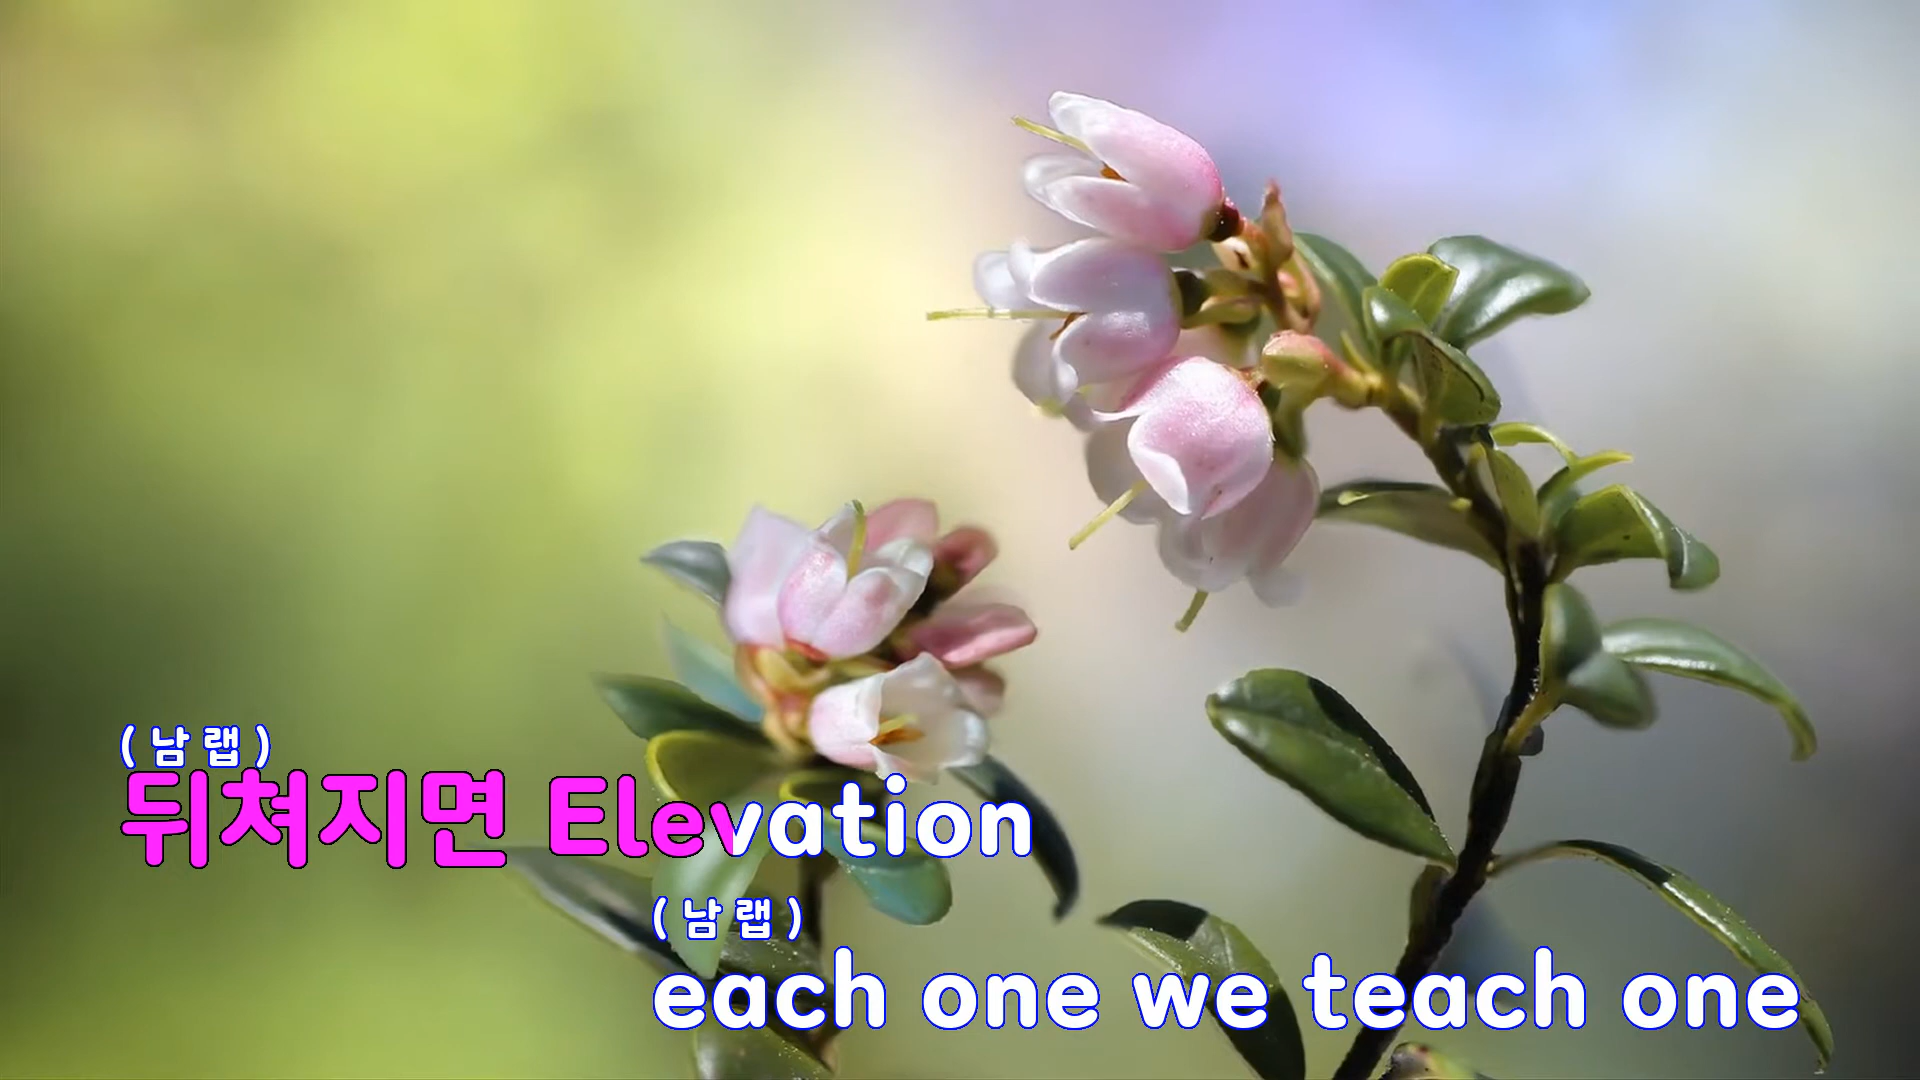 ( 남 랩 )
뒤쳐지면 Elevation
( 남 랩 )
each one we teach one